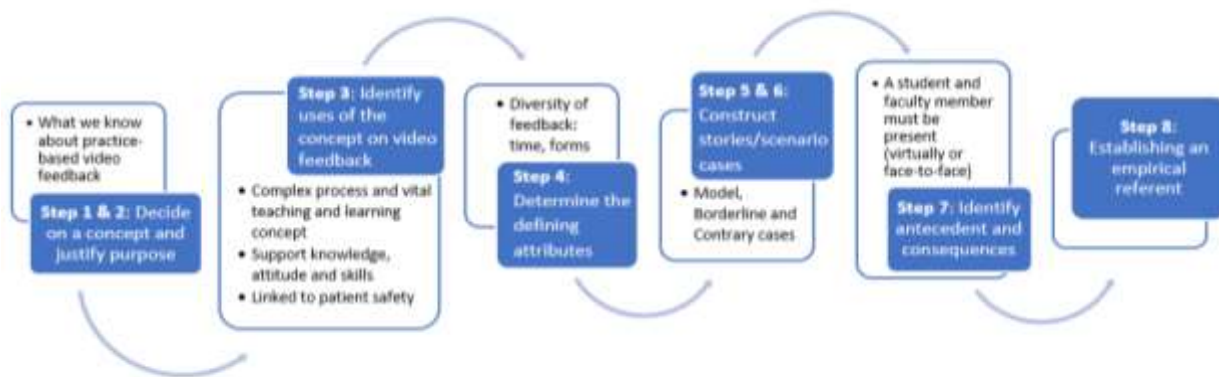 • What we know
about practice-
based video
feedback
Step 1 & 2: Decide
on a concept and
justify purpose
Step 3: Identify
uses of the
concept on video
feedback
• Complex process and vital
teaching and learning
concept
• Support knowledge,
attitude and skills
• Linked to patient safety
• Diversity of
feedback:
time, forms
Step 4:
Determine the
defining
attributes
Step 5 & 6:
Construct
stories/scenario
cases
• Model,
Borderline and
Contrary cases
• A student and
faculty member
must be
present
(virtually or
face-to-face)
Step 7: Identify
antecedent and
consequences
Step 8:
Establishing an
empirical
referent